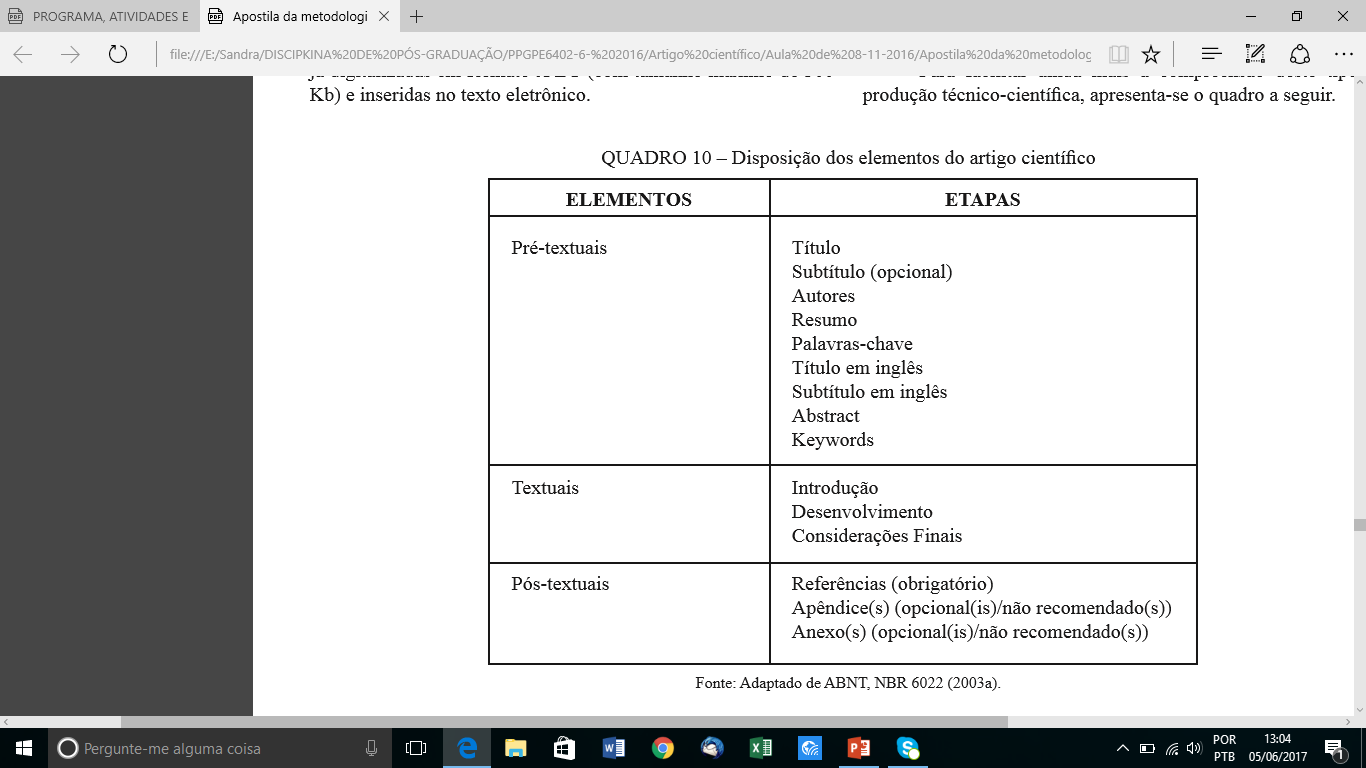 PROGRAMA, ATIVIDADES E
Apostila da metodologi
file:///E:/Sandra/DISCIPKINA%20DE%20PÓS-GRADUAÇÃO/PPGPE6402-6-%202016/Artigo%20científico/Aula%20de%208-11-2016/Apostila%20da%20metodolog
Kb) e inseridas no texto eletrônico.
produção técnico-científica, apresenta-se o quadro a seguir.
QUADRO 10 – Disposição dos elementos do artigo científico
ELEMENTOS
ETAPAS
Pré-textuais
Título
Subtítulo (opcional)
Autores
Resumo
Palavras-chave
Título em inglês
Subtítulo em inglês
Abstract
Keywords
Textuais
Introdução
Desenvolvimento
Considerações Finais
Pós-textuais
Referências (obrigatório)
Apêndice(s) (opcional(is)/não recomendado(s))
Anexo(s) (opcional(is)/não recomendado(s))
Fonte: Adaptado de ABNT, NBR 6022 (2003a).
Pergunte-me alguma coisa
POR
PTB
13:04
05/06/2017
1